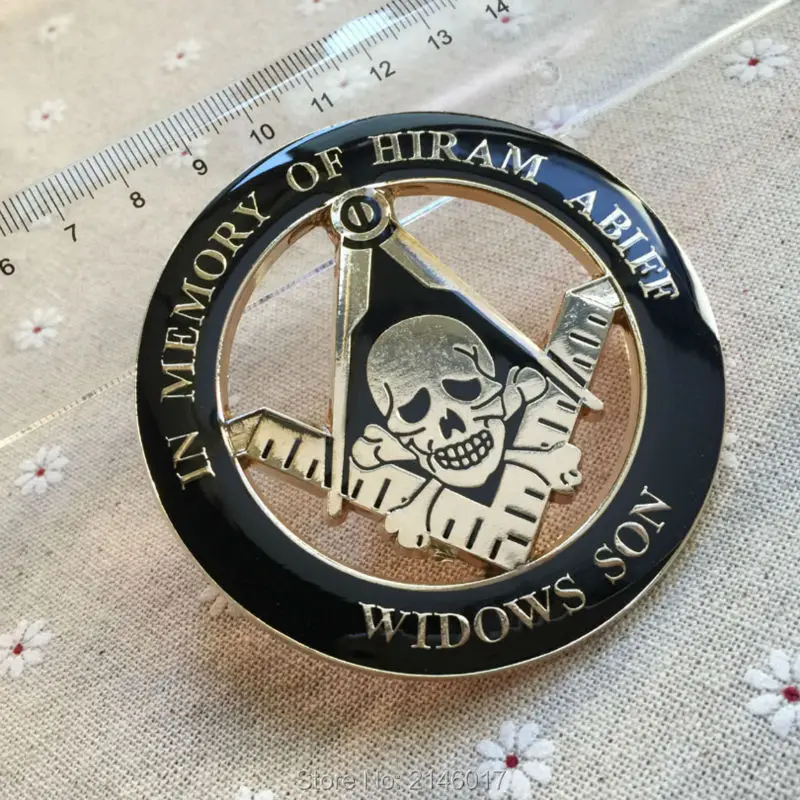 6 7 8 9 10 11 12 13 14
IN MEMORY OF HIRAM ABIFF
WIDOWS SON
Store No: 2146017